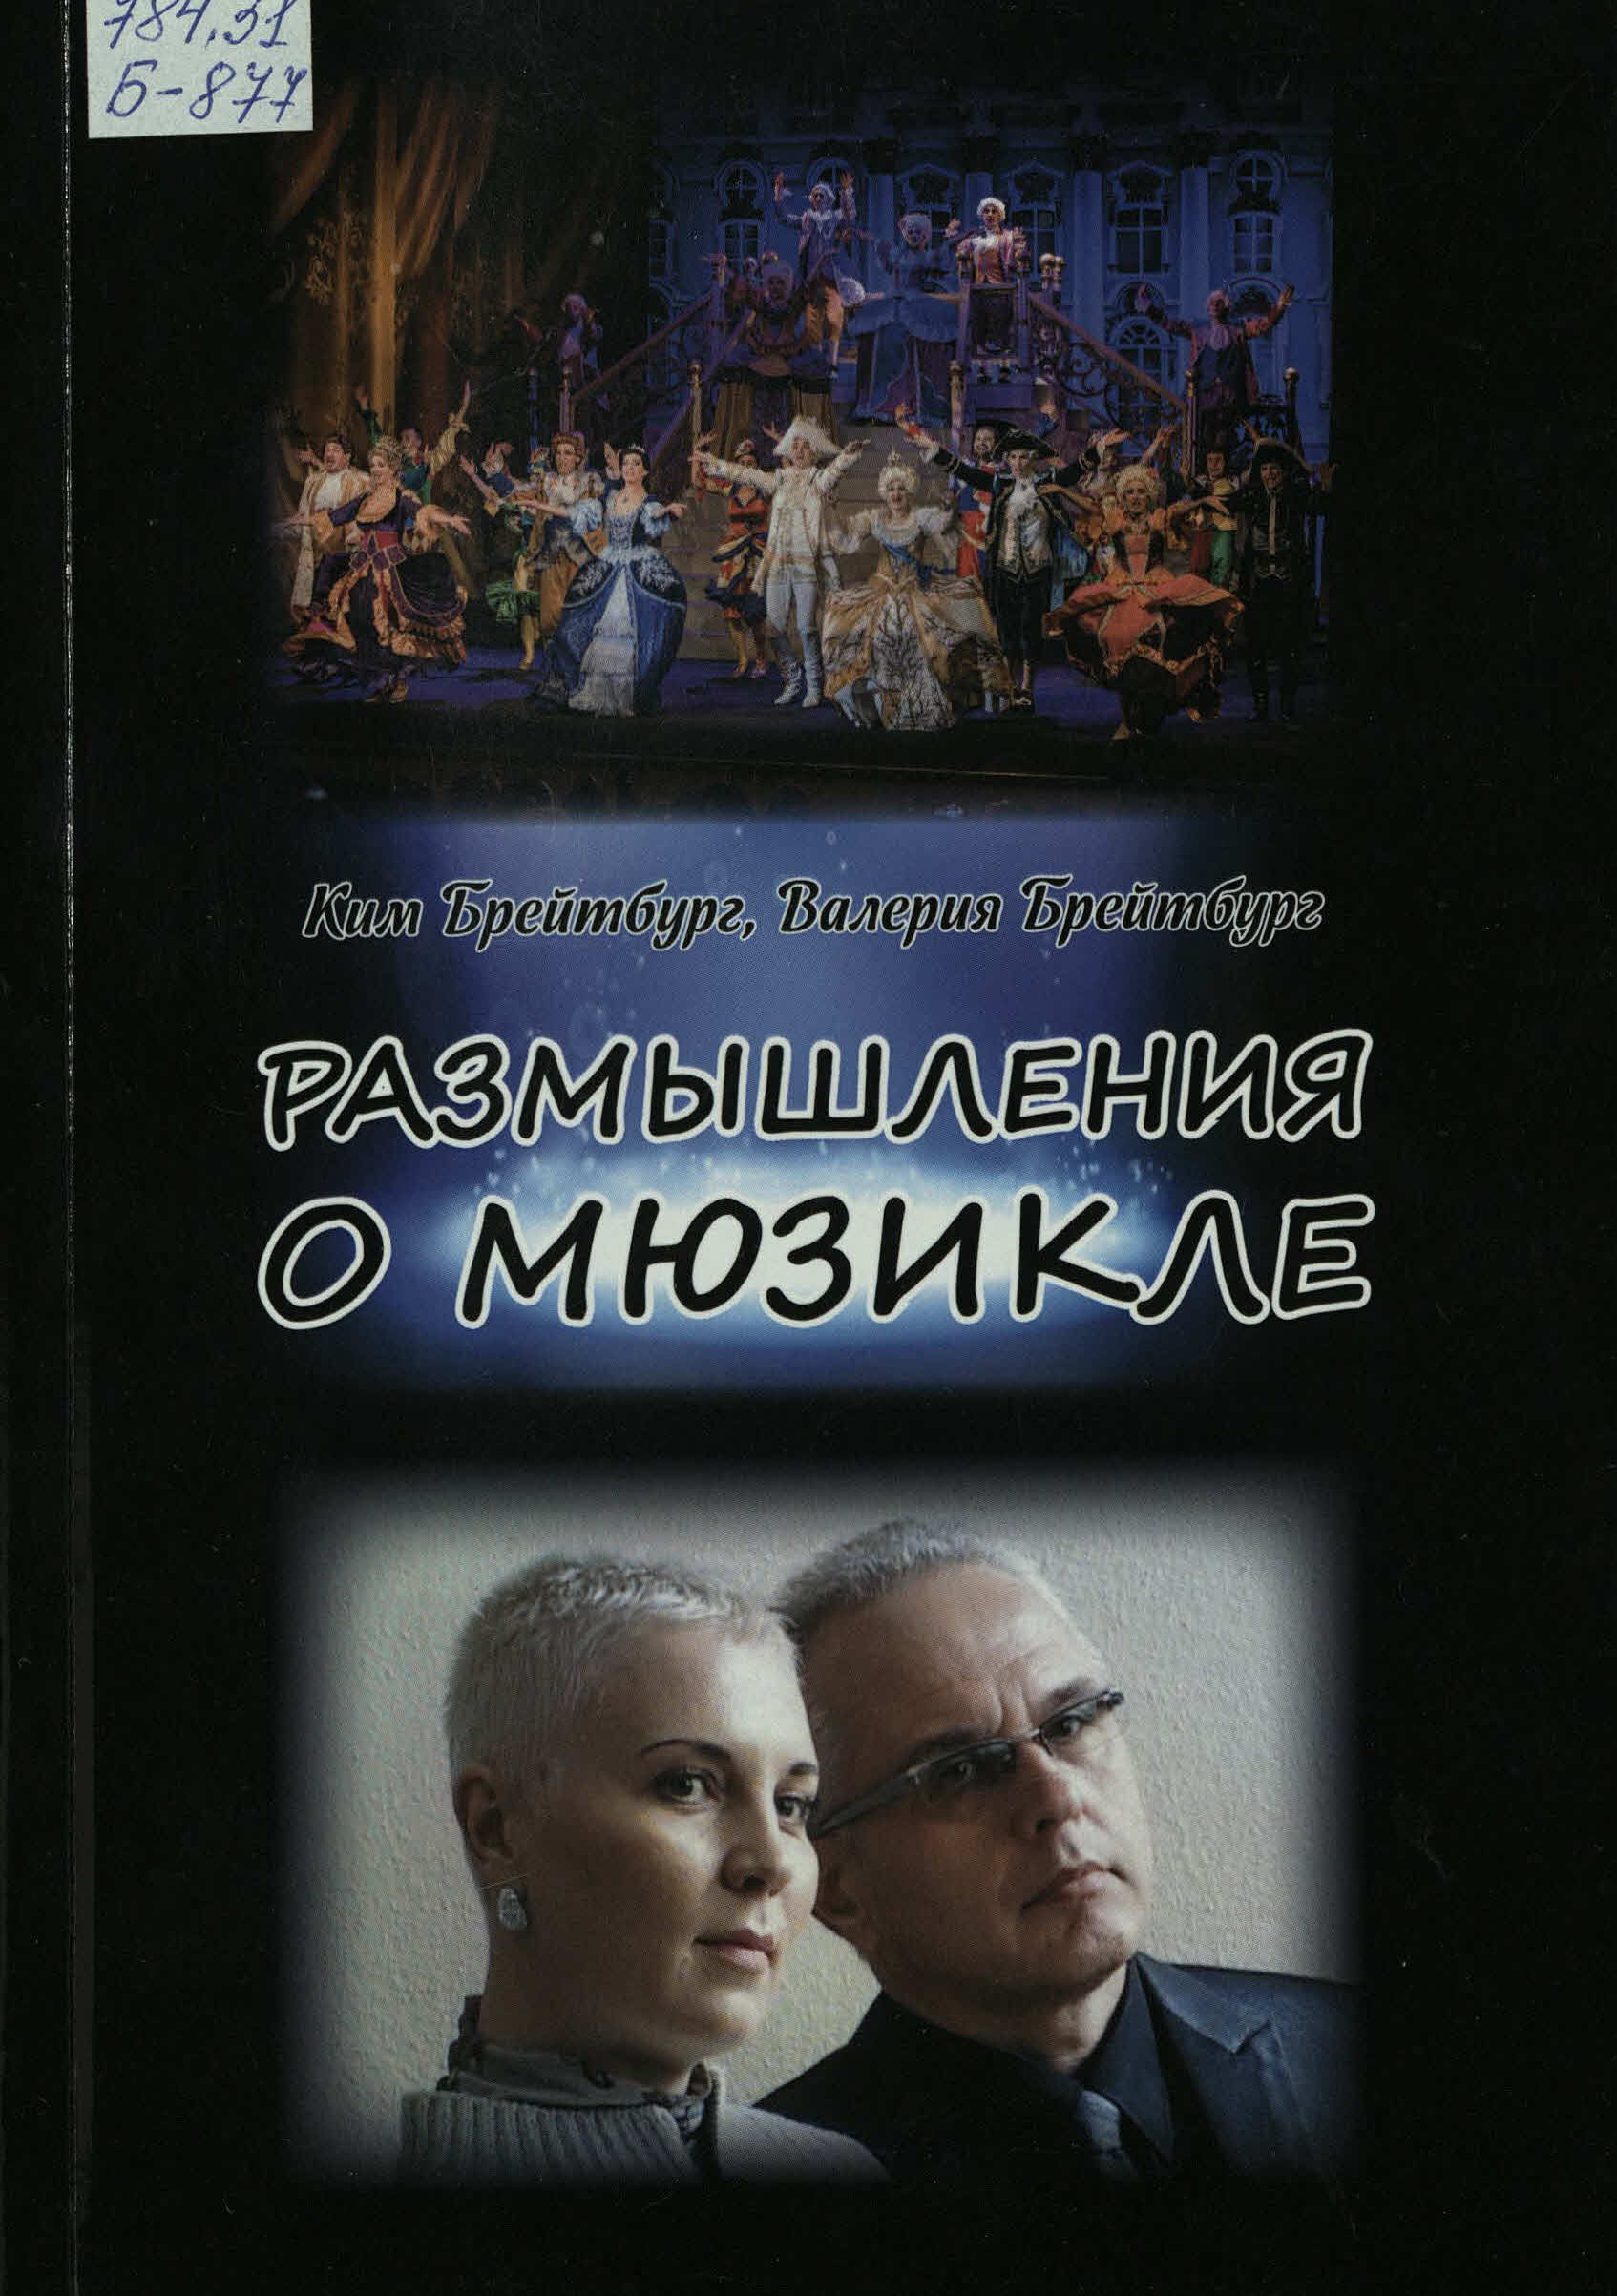 784.31
Б-877
Ким Брейтбург, Валерия Брейтбург
РАЗМЫШЛЕНИЯ
О МЮЗИКЛЕ